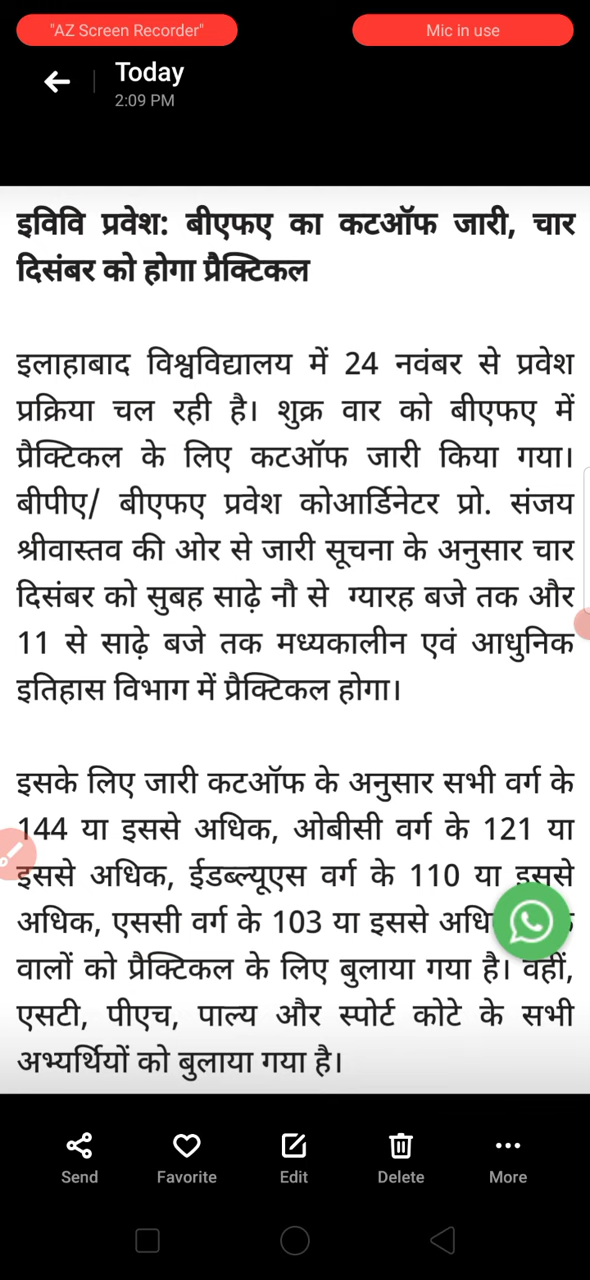 "AZ Screen Recorder"
Mic in use
Today
2:09 PM
इविवि प्रवेश: बीएफए का कटऑफ जारी, चार
दिसंबर को होगा प्रैक्टिकल
इलाहाबाद विश्वविद्यालय में 24 नवंबर से प्रवेश
प्रक्रिया चल रही है। शुक्र वार को बीएफए में
प्रैक्टिकल के लिए कटऑफ जारी किया गया।
बीपीए/ बीएफए प्रवेश कोआर्डिनेटर प्रो. संजय
श्रीवास्तव की ओर से जारी सूचना के अनुसार चार
दिसंबर को सुबह साढ़े नौ से ग्यारह बजे तक और
11 से साढ़े बजे तक मध्यकालीन एवं आधुनिक
इतिहास विभाग में प्रैक्टिकल होगा।
इसके लिए जारी कटऑफ के अनुसार सभी वर्ग के
144 या इससे अधिक, ओबीसी वर्ग के 121 या
इससे अधिक, ईडब्ल्यूएस वर्ग के 110 या इससे
अधिक, एससी वर्ग के 103 या इससे
वालों को प्रैक्टिकल के लिए बुलाया गया है। वहीं,
एसटी, पीएच, पाल्य और स्पोर्ट कोटे के सभी
अभ्यर्थियों को बुलाया गया है।
Send
Favorite
Edit
Delete
More